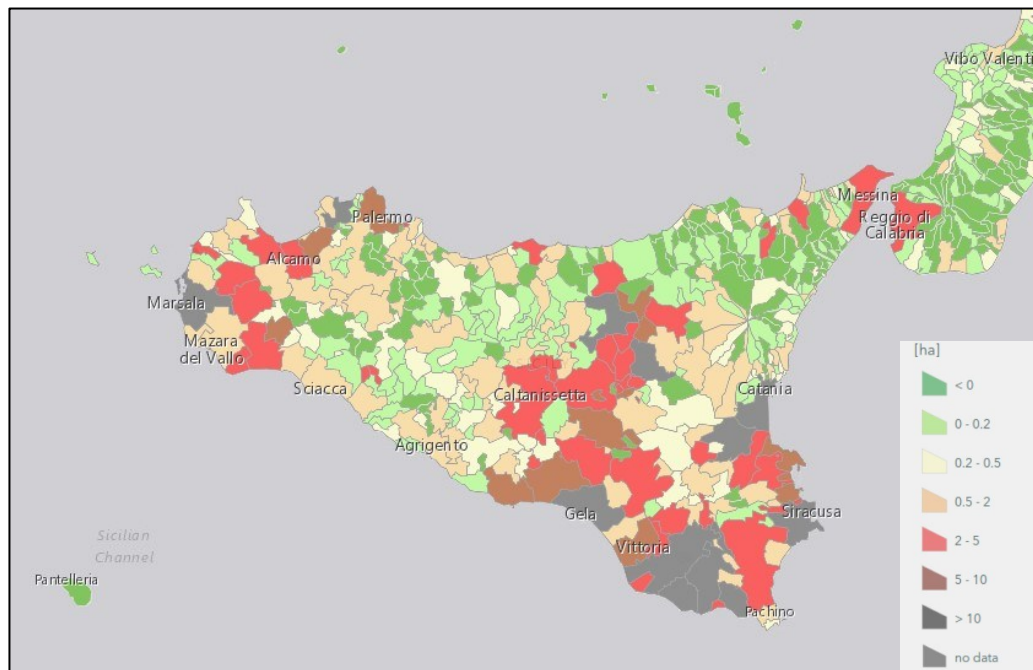 Vibo Valenti
Messina
Palermo
Reggio di
Calabria
Alcamo
Marsala
Mazara
del Vallo
Sciacca
Caltanissetta
Catania
Agrigento
Gela
Siracusa
Vittoria
Sicilian
Channel
Pantelleria
Pachino
[ha]
< 0
0 - 0.2
0.2 - 0.5
0.5 - 2
2 - 5
5 - 10
> 10
no data